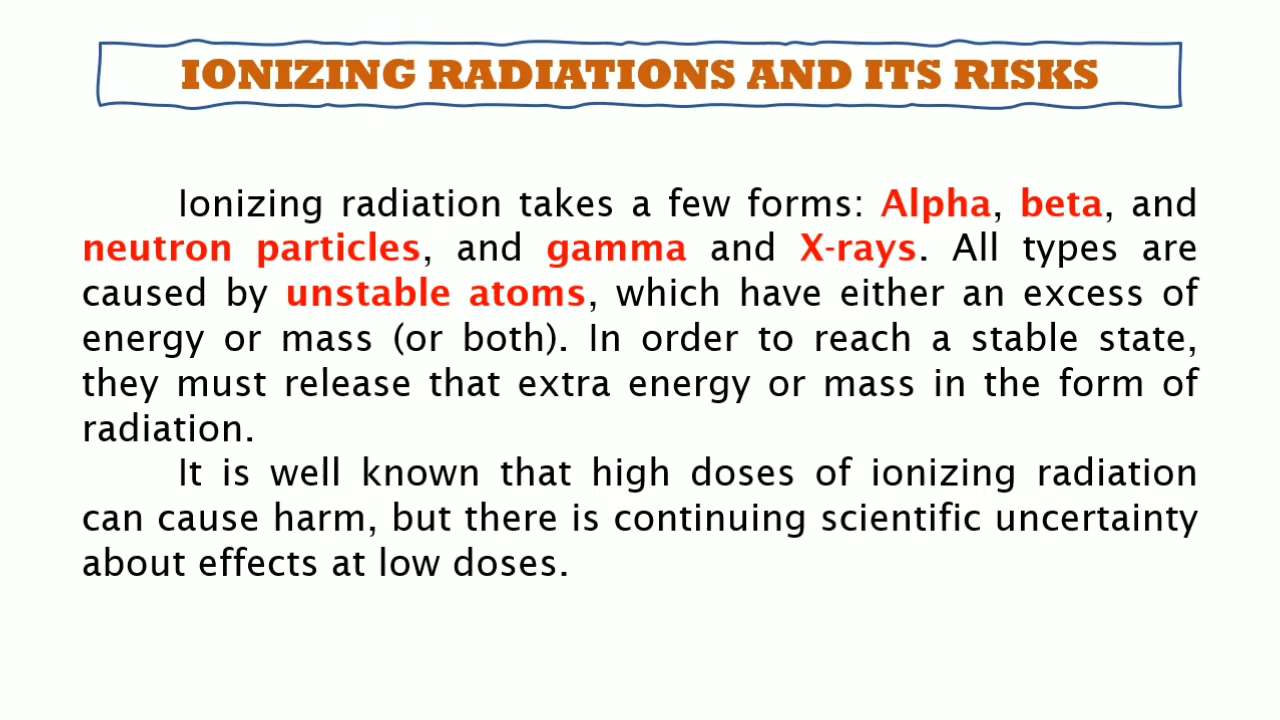 IONIZING RADIATIONS AND ITS RISKS
Ionizing radiation takes a few forms: Alpha, beta, and
neutron particles, and gamma and X-rays. All types are
caused by unstable atoms, which have either an excess of
energy or mass (or both). In order to reach a stable state,
they must release that extra energy or mass in the form of
radiation.
It is well known that high doses of ionizing radiation
can cause harm, but there is continuing scientific uncertainty
about effects at low doses.